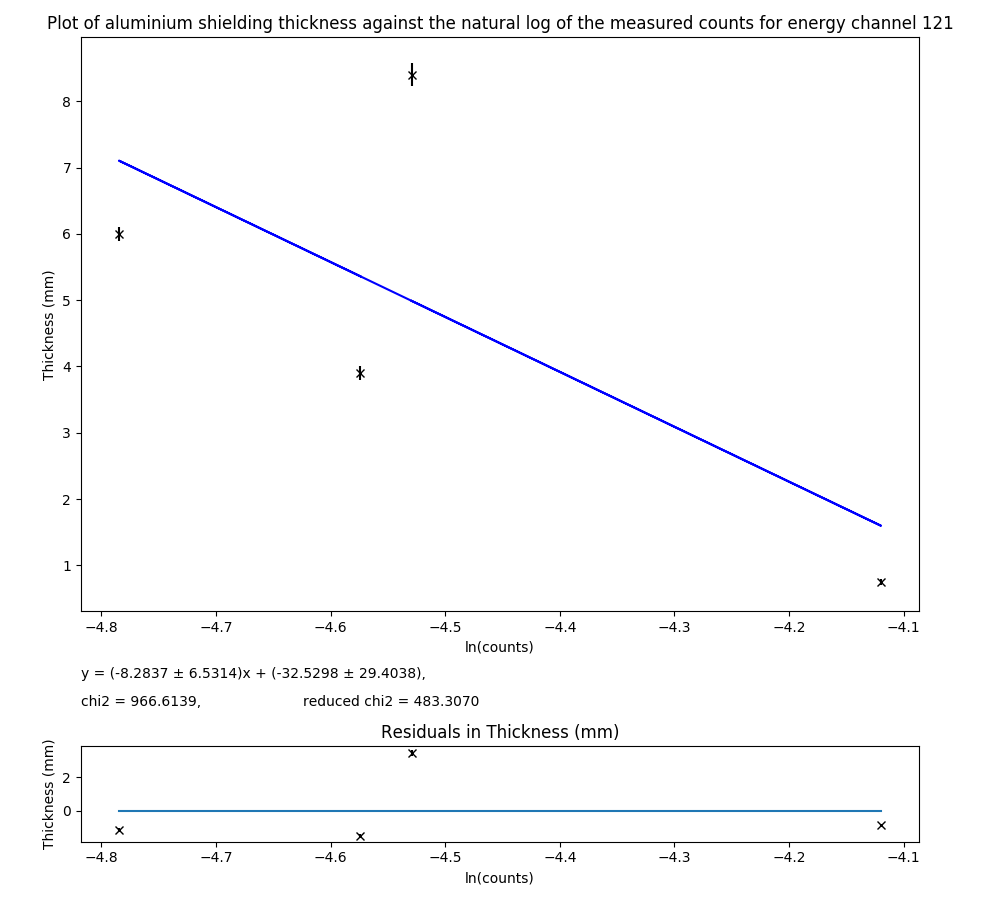 Plot of aluminium shielding thickness against the natural log of the measured counts for energy channel 121
Thickness (mm)
8
7
6
5
4
3
2
1
−4.8 −4.7 −4.6 −4.5 −4.4 −4.3 −4.2 −4.1
ln(counts)
y = (-8.2837 ± 6.5314)x + (-32.5298 ± 29.4038),
chi2 = 966.6139, reduced chi2 = 483.3070
Residuals in Thickness (mm)
Thickness (mm)
2
0
−4.8 −4.7 −4.6 −4.5 −4.4 −4.3 −4.2 −4.1
ln(counts)